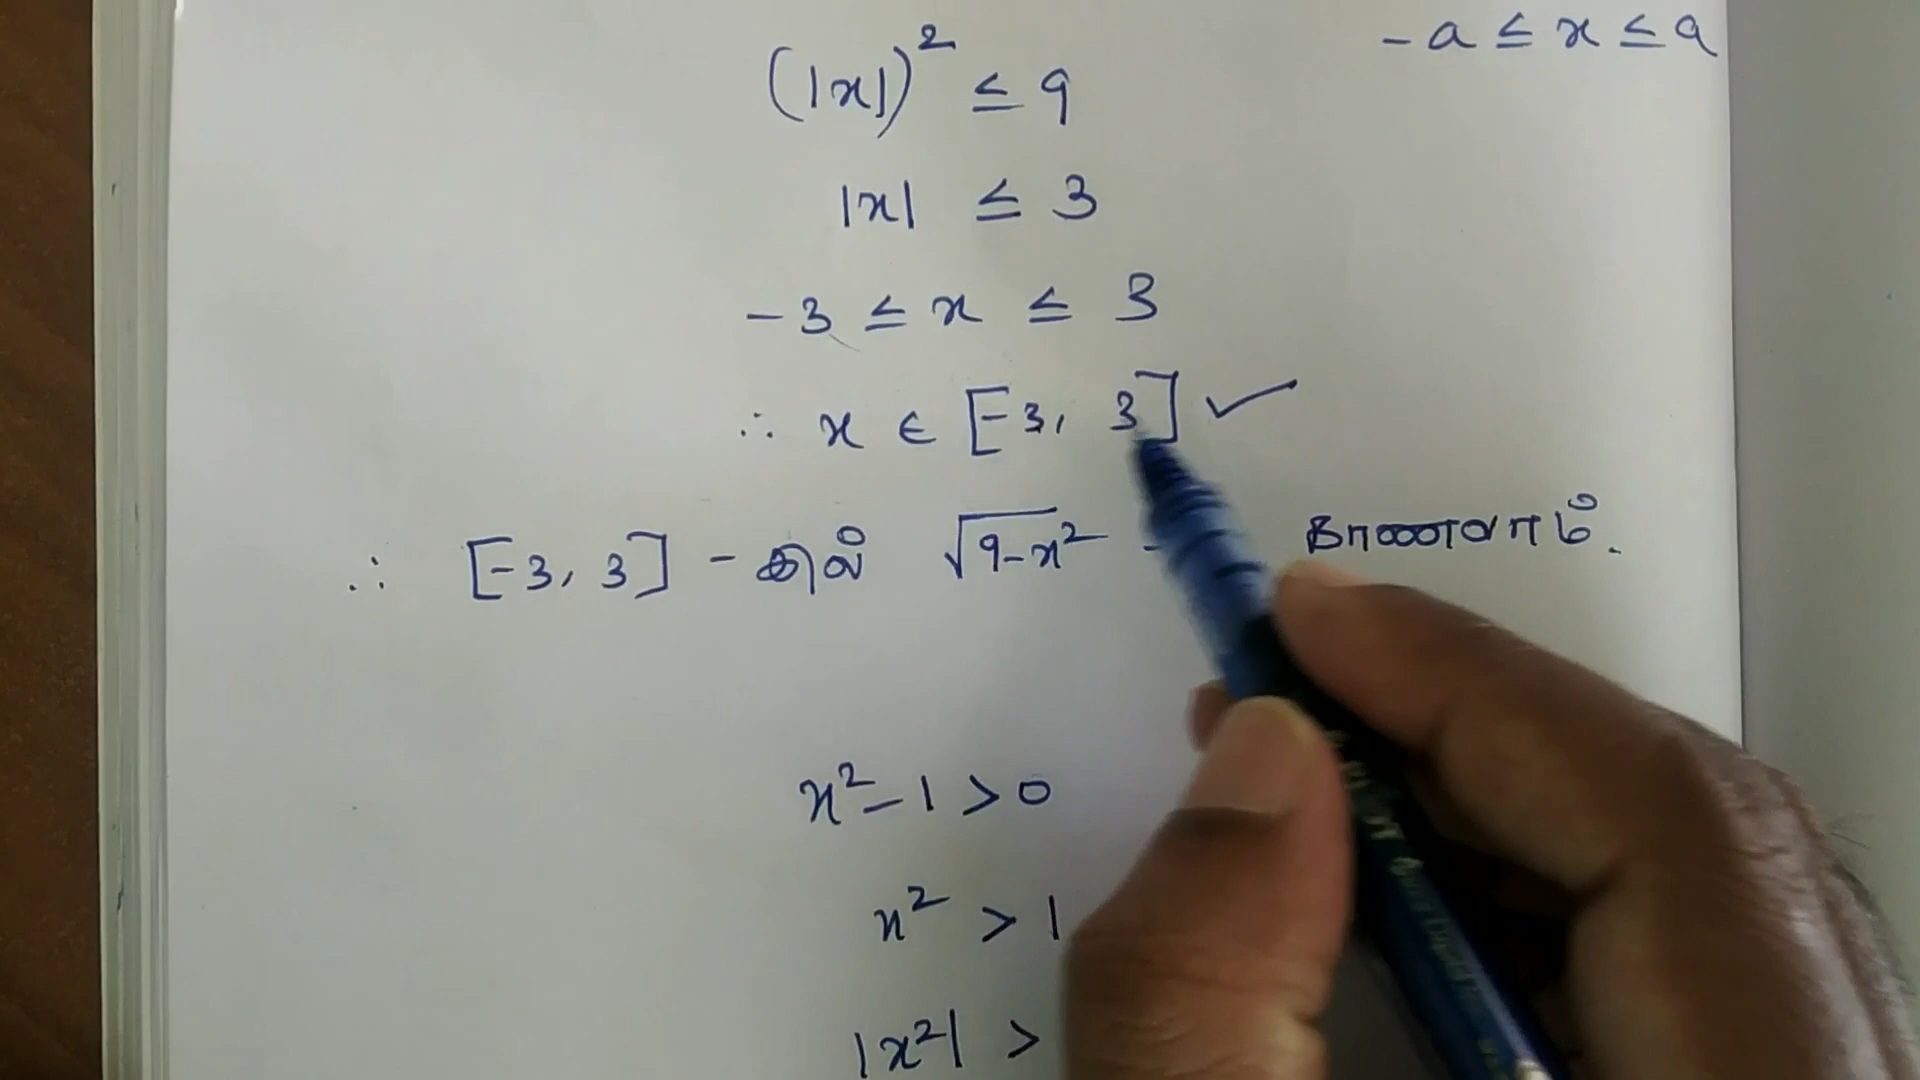 -a ≤ x ≤ a
(|x|)² ≤ 9
|x| ≤ 3
-3 ≤ x ≤ 3
∴ x ∈ [-3, 3] ✓
∴ [-3, 3] - இல் √9-x² -
x² - 1 > 0
x² > 1
|x²| >